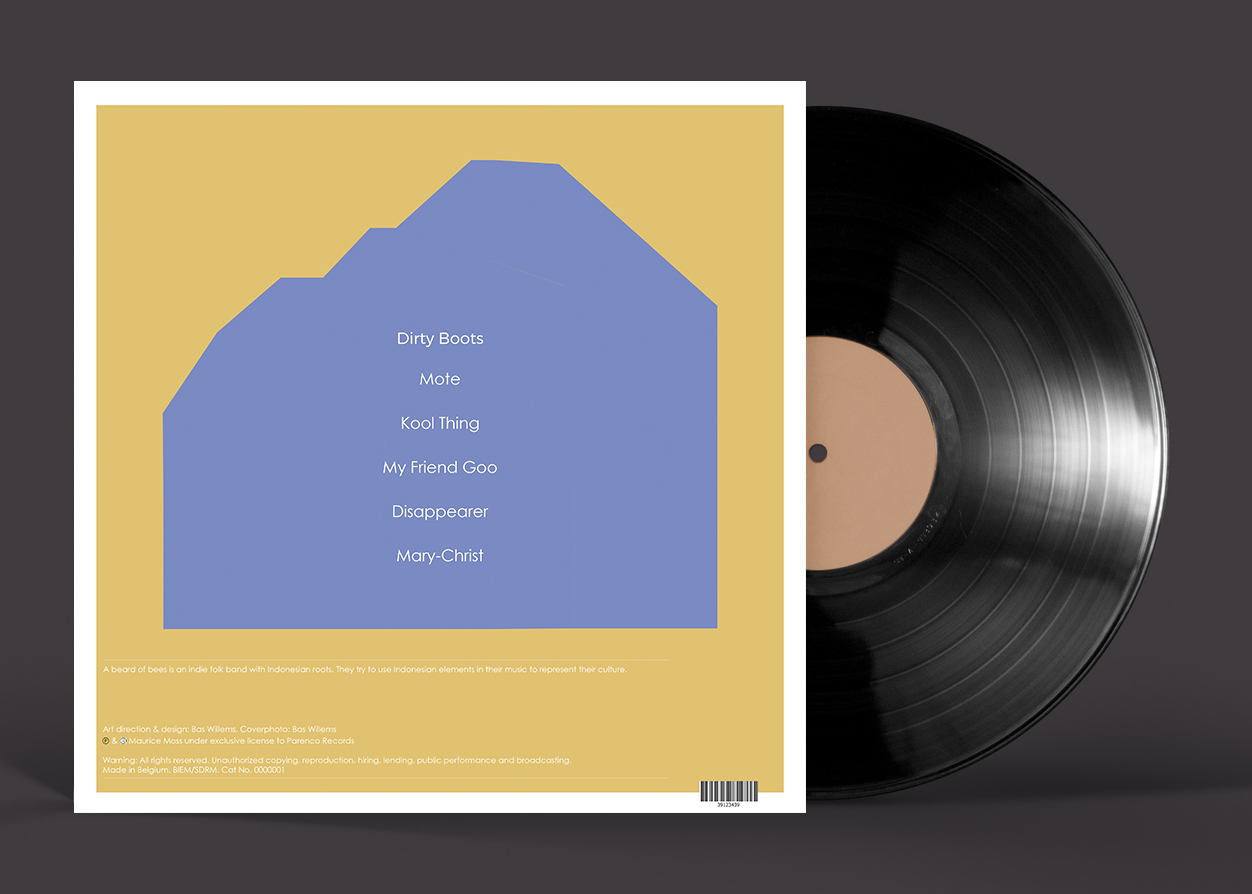 Dirty Boots
Mote
Kool Thing
My Friend Goo
Disappearer
Mary-Christ
A beard of bees is an indie folk band with Indonesian roots. They try to use Indonesian elements in their music to represent their culture.
Art direction & design: Bas Willems. Coverphoto: Bas Willems
℗ & © Maurice Moss under exclusive license to Parenco Records
Warning: All rights reserved. Unauthorized copying, reproduction, hiring, lending, public performance and broadcasting.
Made in Belgium. BIEM/SDRM. Cat No. 0000001
39123439